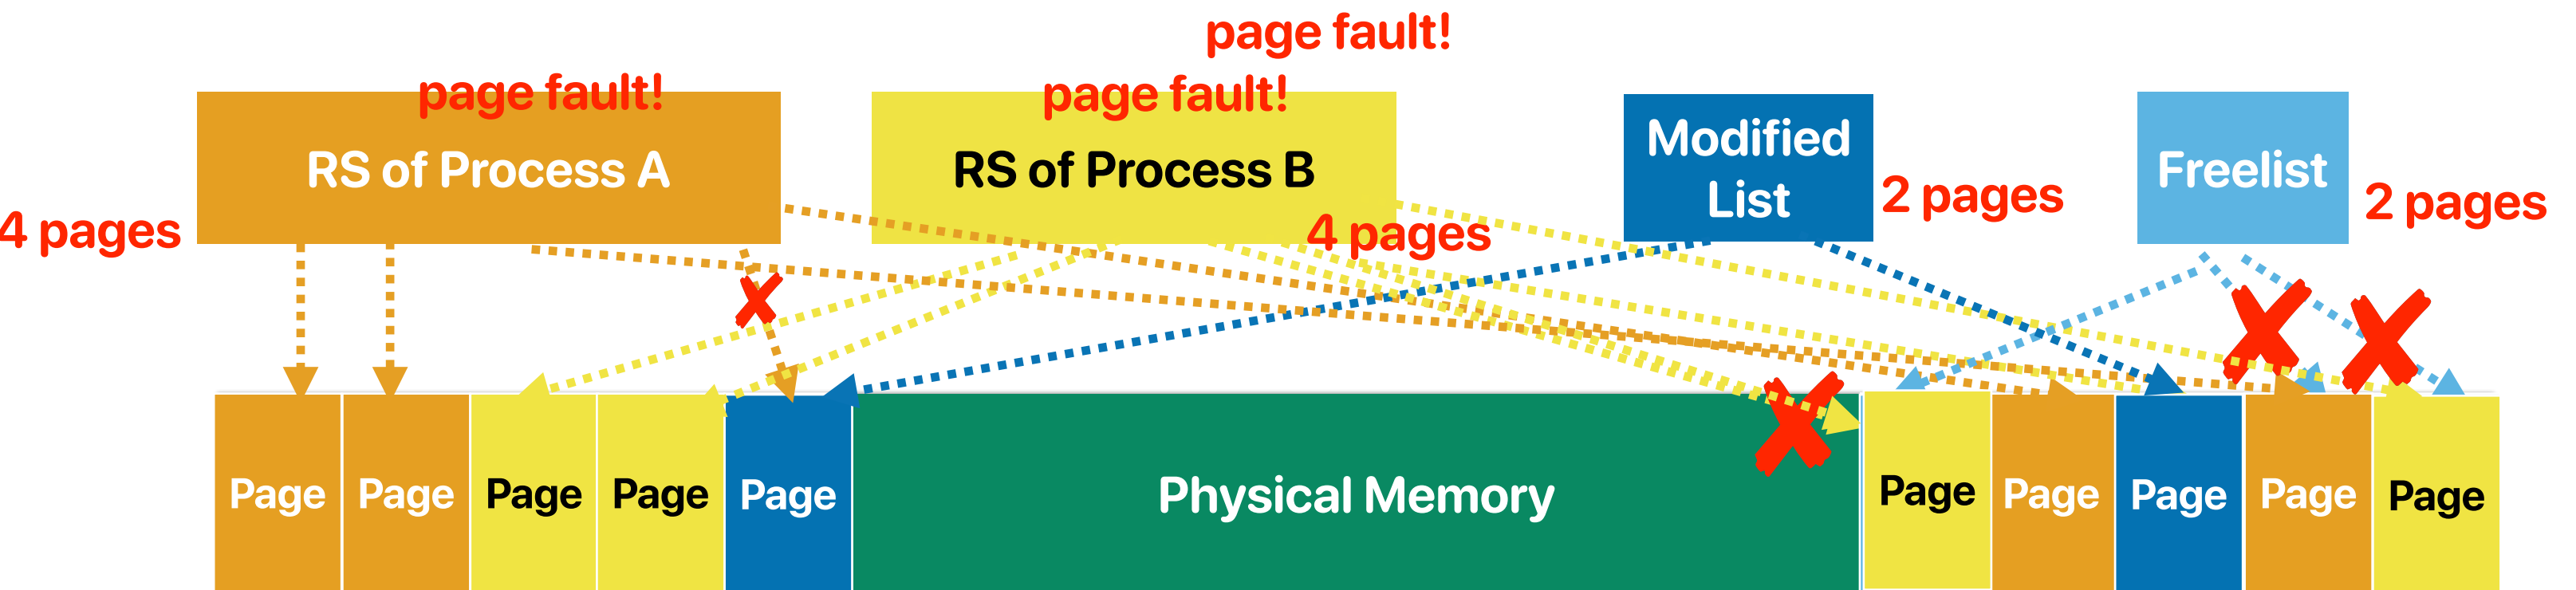 page fault!
page fault!
page fault!
RS of Process A
RS of Process B
Modified
List
Freelist
4 pages
4 pages
2 pages
2 pages
Page
Page
Page
Page
Page
Physical Memory
Page
Page
Page
Page
Page